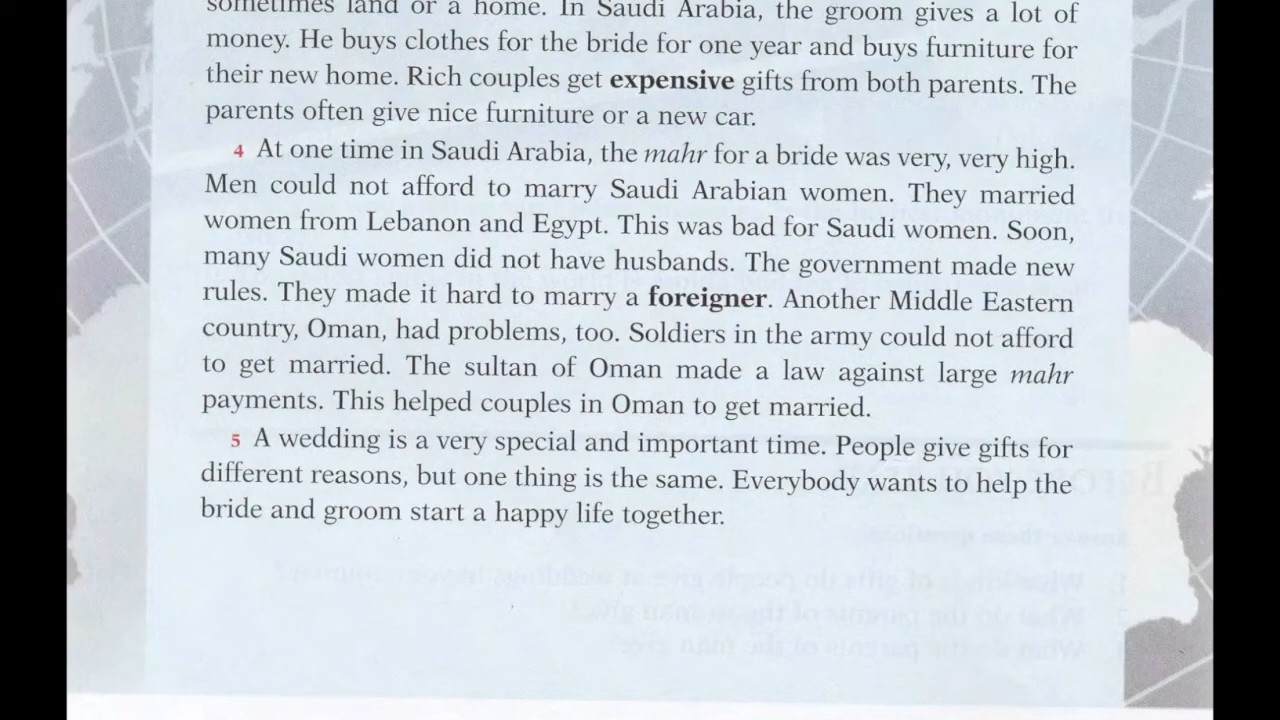 sometimes land or a home. In Saudi Arabia, the groom gives a lot of
money. He buys clothes for the bride for one year and buys furniture for
their new home. Rich couples get expensive gifts from both parents. The
parents often give nice furniture or a new car.
4 At one time in Saudi Arabia, the mahr for a bride was very, very high.
Men could not afford to marry Saudi Arabian women. They married
women from Lebanon and Egypt. This was bad for Saudi women. Soon,
many Saudi women did not have husbands. The government made new
rules. They made it hard to marry a foreigner. Another Middle Eastern
country, Oman, had problems, too. Soldiers in the army could not afford
to get married. The sultan of Oman made a law against large mahr
payments. This helped couples in Oman to get married.
5 A wedding is a very special and important time. People give gifts for
different reasons, but one thing is the same. Everybody wants to help the
bride and groom start a happy life together.